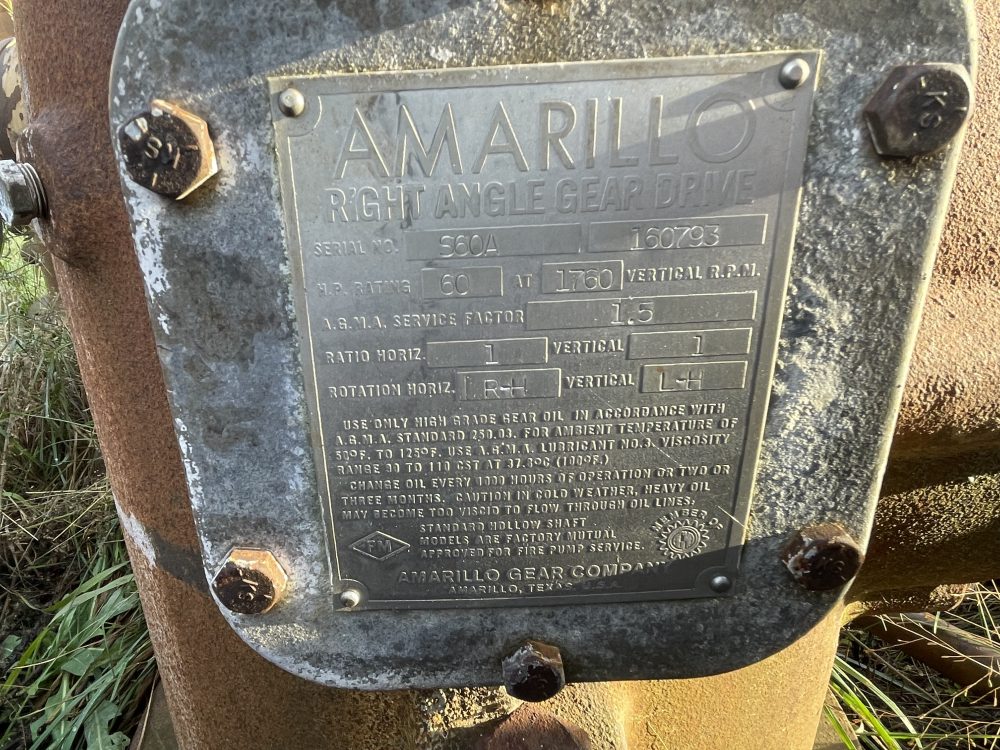 AMARILLO
RIGHT ANGLE GEAR DRIVE
SERIAL NO. S60A 160793
H.P. RATING 60 AT 1760 VERTICAL R.P.M.
A.G.M.A. SERVICE FACTOR 1.5
RATIO HORIZ. 1 VERTICAL 1
ROTATION HORIZ. R-H VERTICAL L-H
USE ONLY HIGH GRADE GEAR OIL IN ACCORDANCE WITH
A.G.M.A. STANDARD 250.03. FOR AMBIENT TEMPERATURE OF
50°F. TO 125°F. USE A.G.M.A. LUBRICANT NO.3. VISCOSITY
RANGE 90 TO 110 CST AT 37.8°C (100°F.)
CHANGE OIL EVERY 1000 HOURS OF OPERATION OR TWO OR
THREE MONTHS. CAUTION IN COLD WEATHER, HEAVY OIL
MAY BECOME TOO VISCID TO FLOW THROUGH OIL LINES.
STANDARD HOLLOW SHAFT
MODELS ARE FACTORY MUTUAL
APPROVED FOR FIRE PUMP SERVICE.
FM
MEMBER OF
AMARILLO GEAR COMPANY
AMARILLO, TEXAS
KS
KS